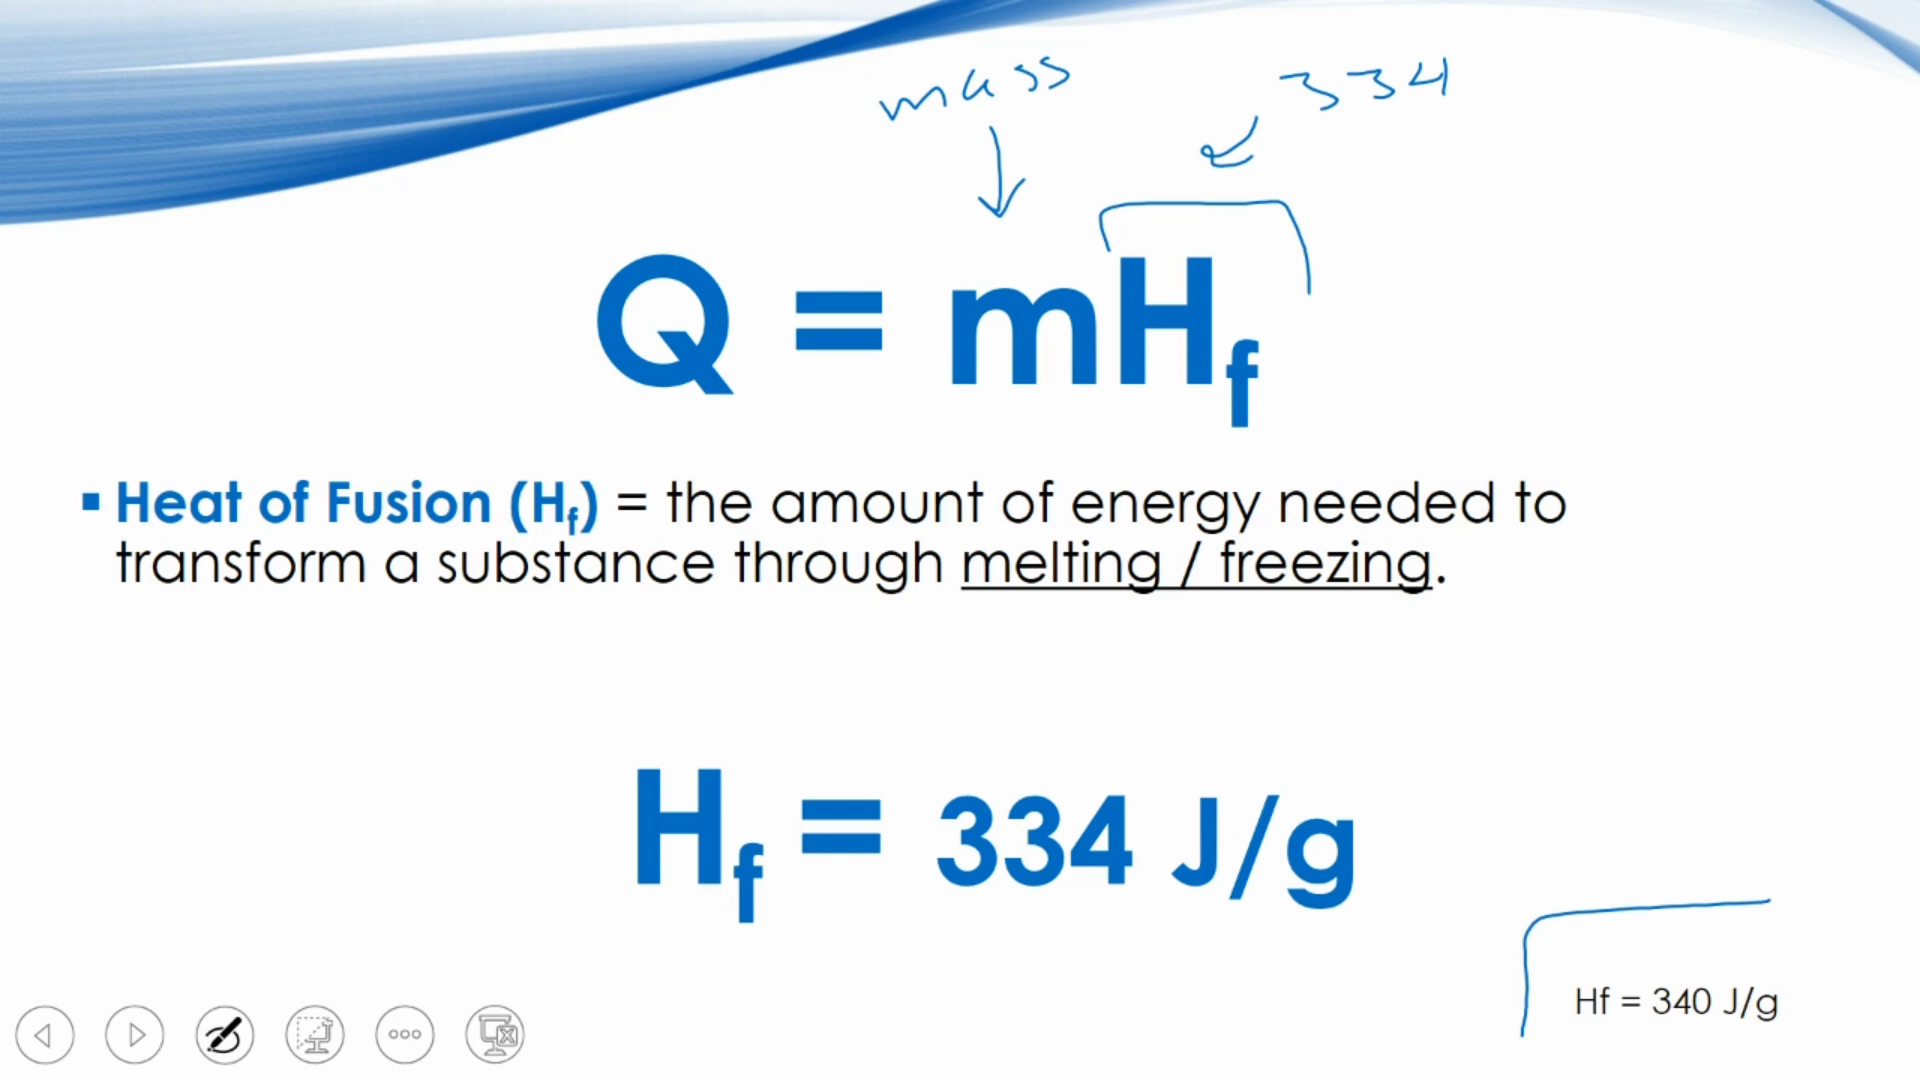 mass
334
Q = mHf
▪ Heat of Fusion (Hf) = the amount of energy needed to
transform a substance through melting / freezing.
Hf = 334 J/g
Hf = 340 J/g